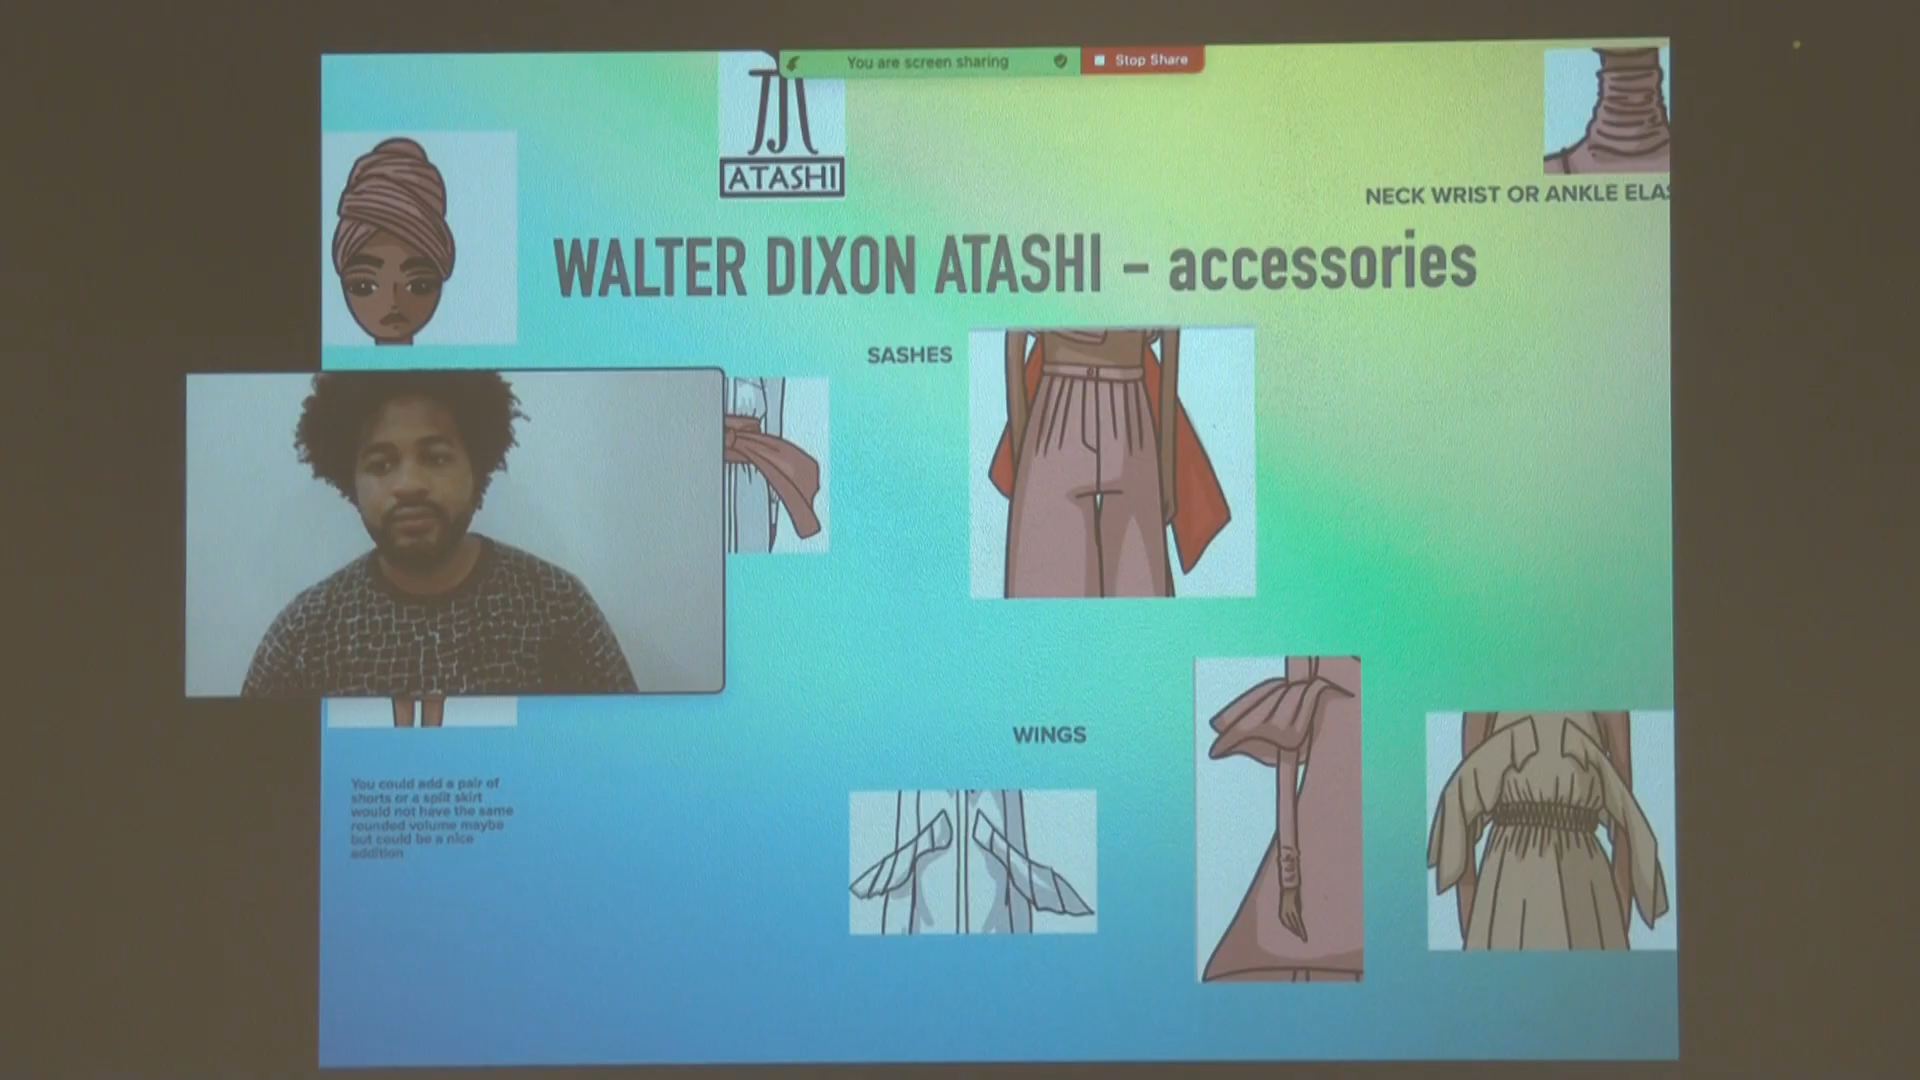 You are screen sharing
Stop Share
ATASHI
NECK WRIST OR ANKLE ELAS
WALTER DIXON ATASHI – accessories
SASHES
WINGS
You could add a pair of
shorts or a split skirt
would not have the same
rounded volume maybe
but could be a nice
addition